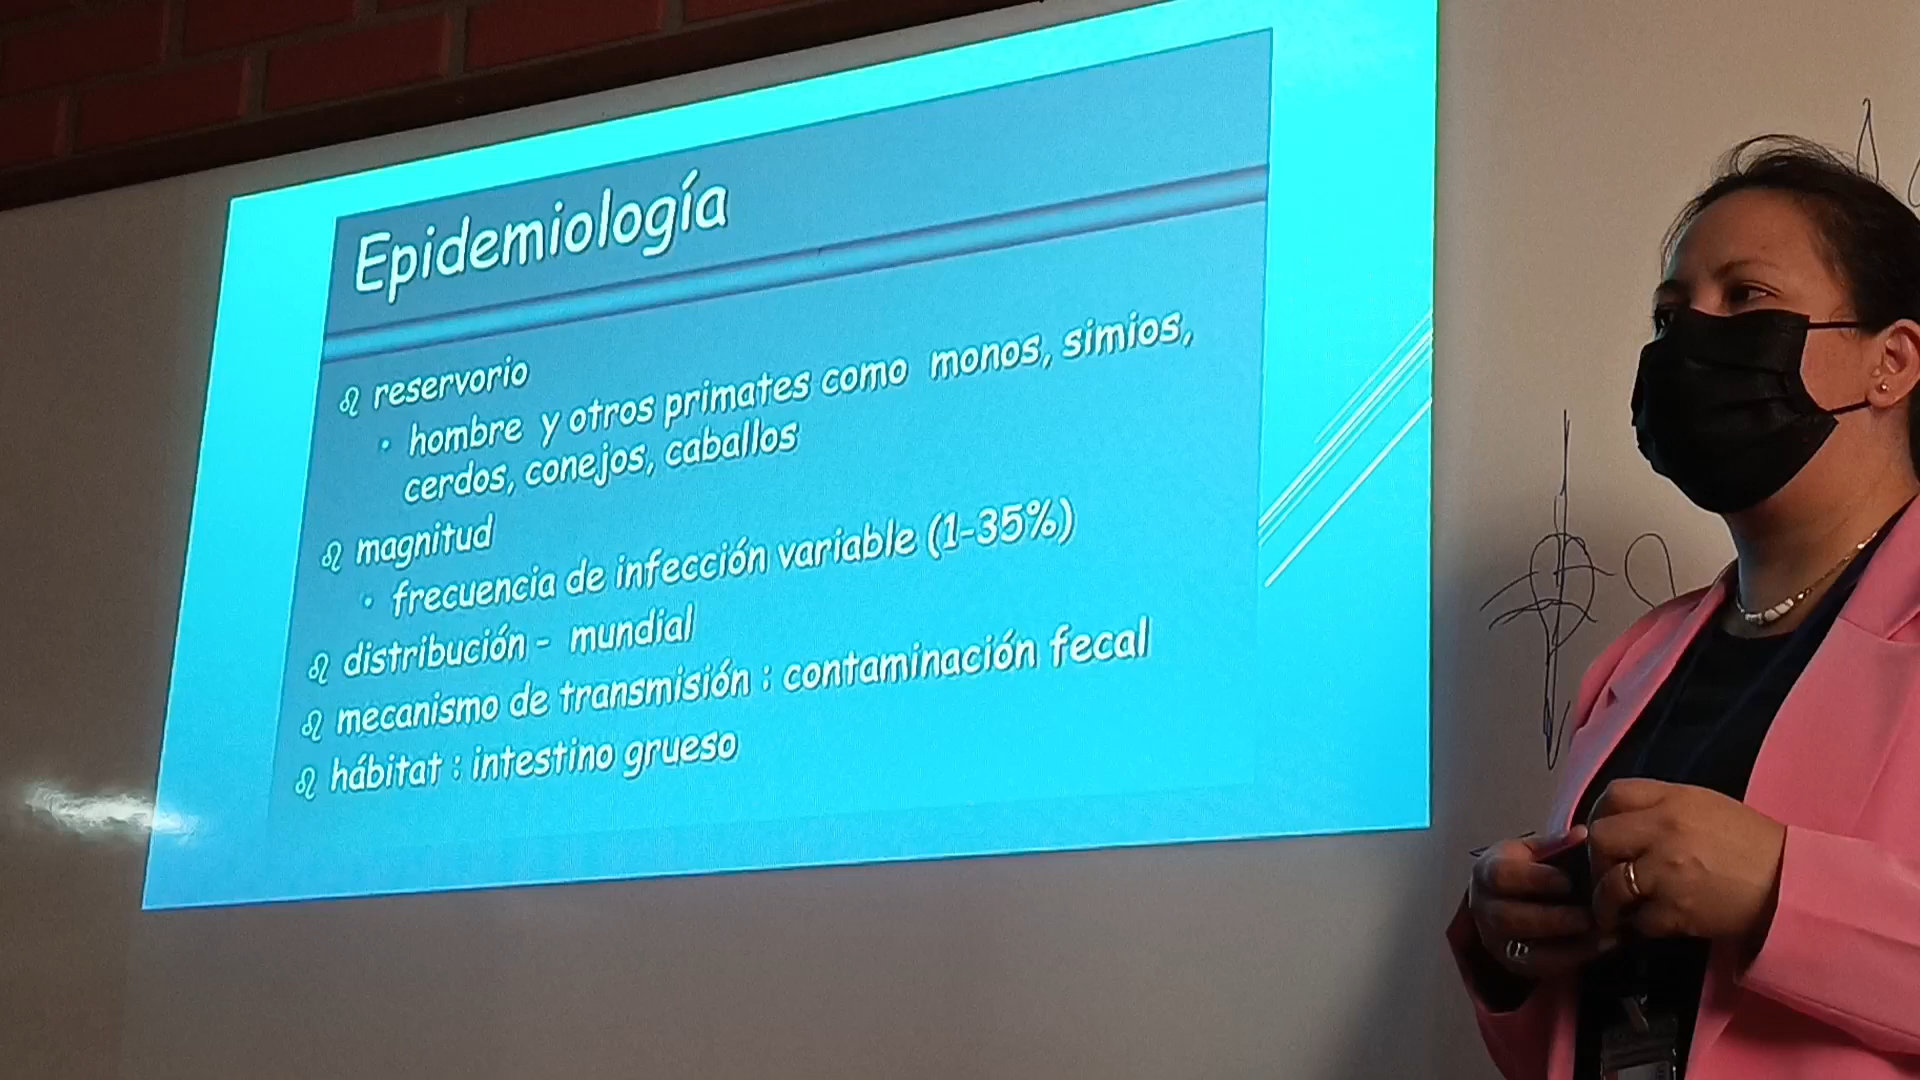 Epidemiología
reservorio
• hombre y otros primates como monos, simios,
cerdos, conejos, caballos
magnitud
• frecuencia de infección variable (1-35%)
distribución - mundial
mecanismo de transmisión : contaminación fecal
hábitat : intestino grueso